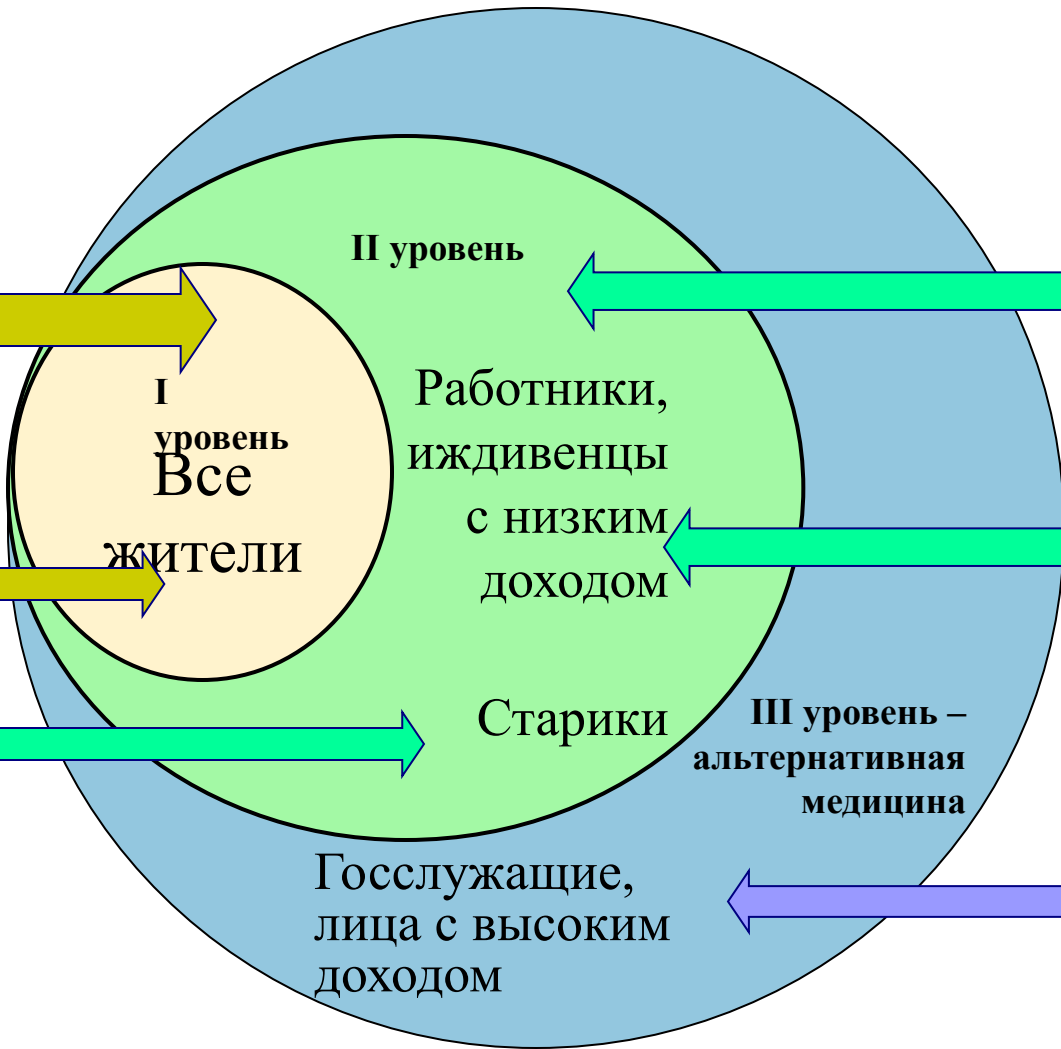 II уровень
I
уровень
Все
жители
Работники,
иждивенцы
с низким
доходом
Старики
III уровень –
альтернативная
медицина
Госслужащие,
лица с высоким
доходом